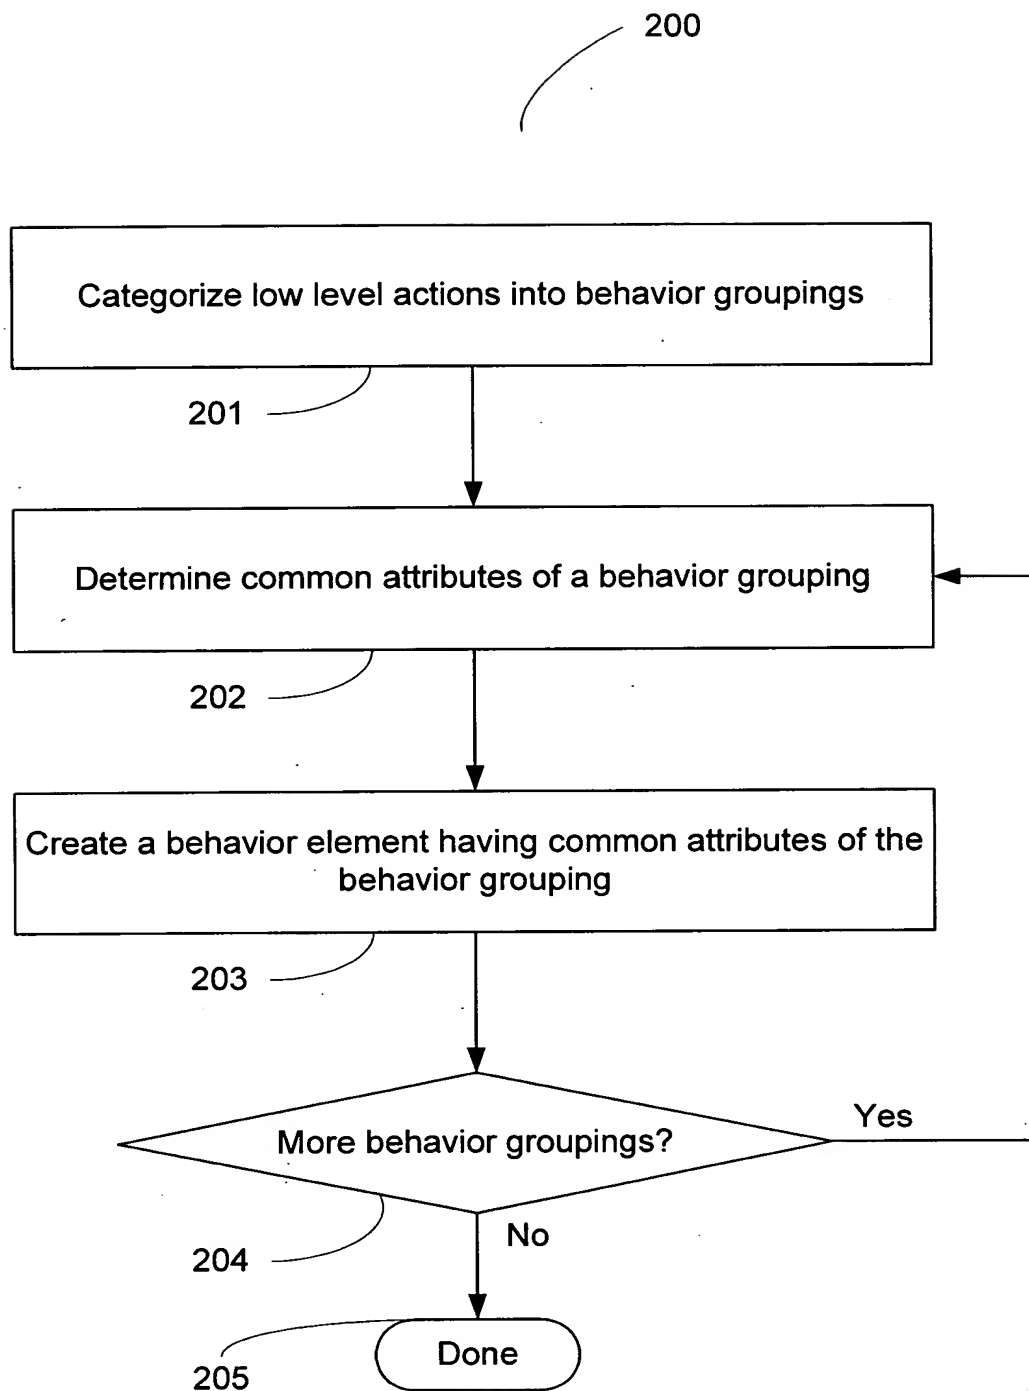 200
Categorize low level actions into behavior groupings
201
Determine common attributes of a behavior grouping
202
Create a behavior element having common attributes of the
behavior grouping
203
More behavior groupings?
Yes
204
No
Done
205